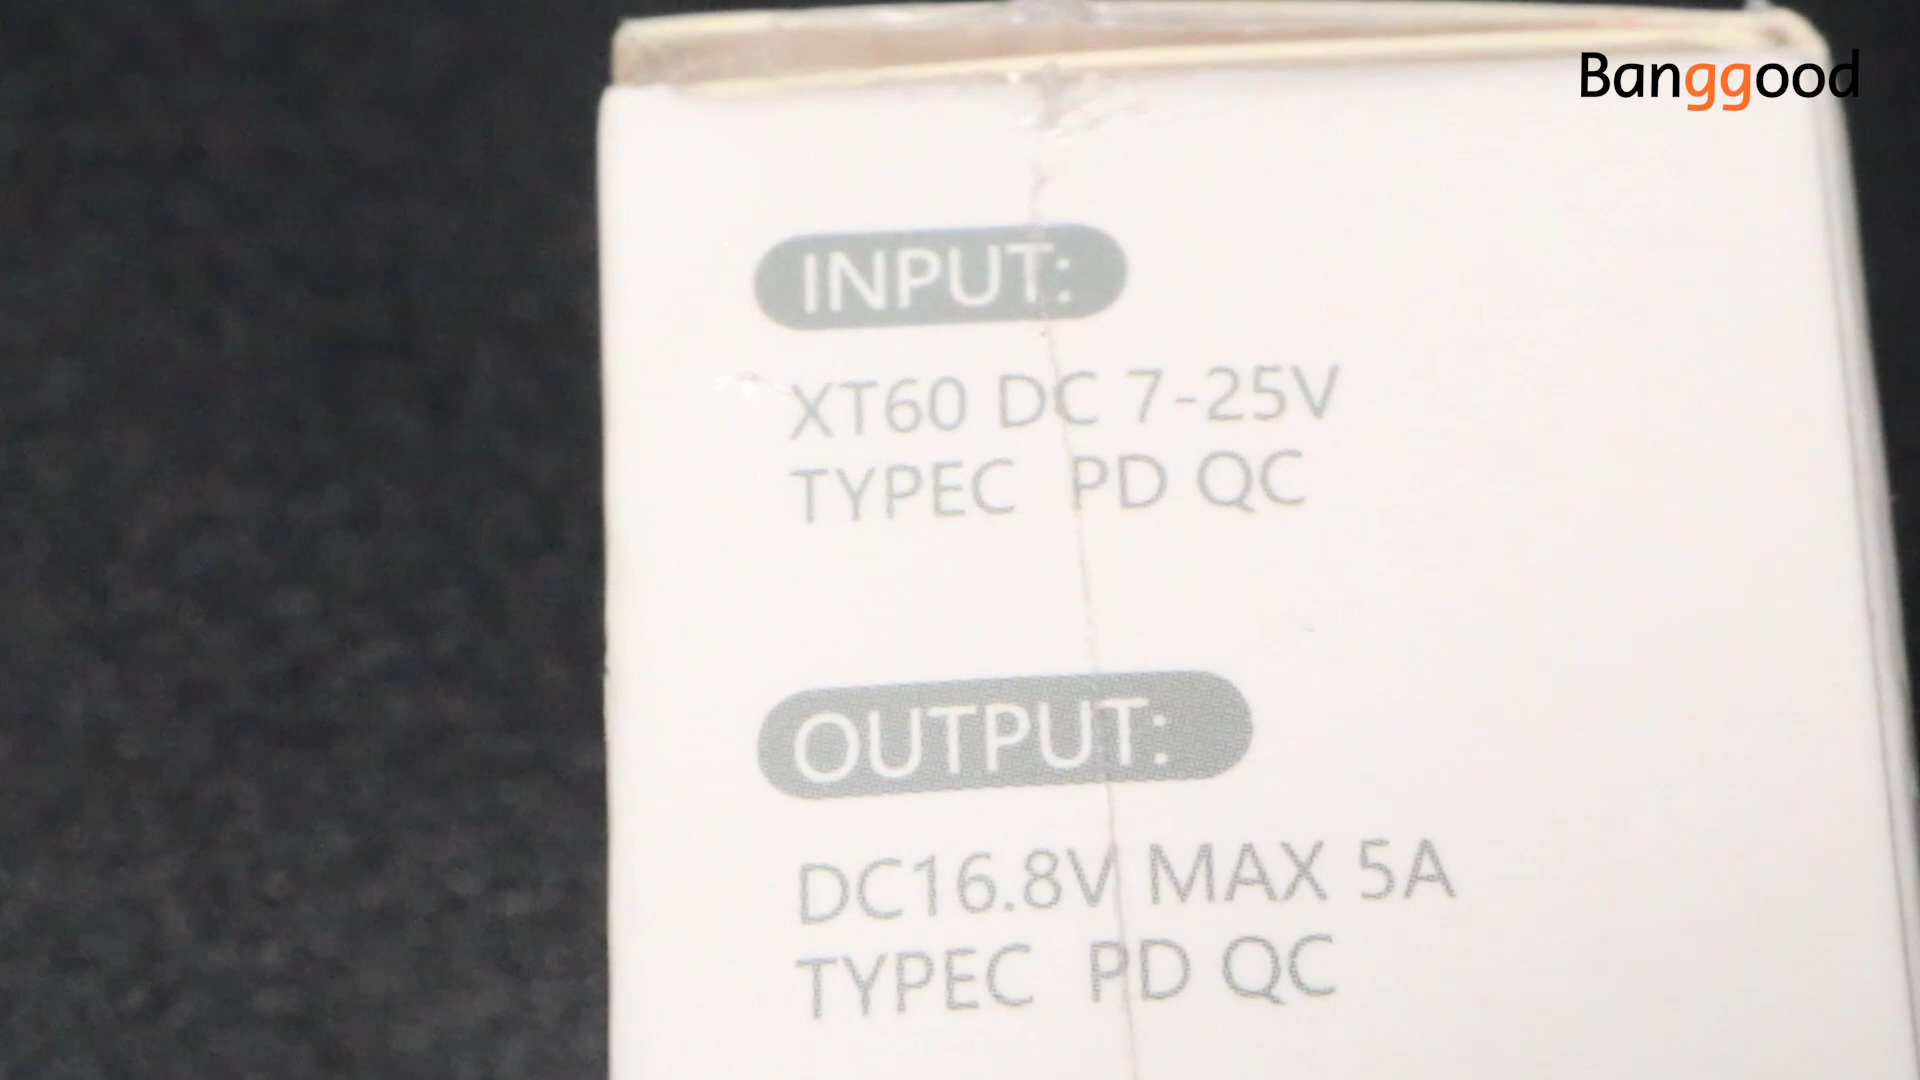 Banggood
INPUT:
XT60 DC 7-25V
TYPEC PD QC
OUTPUT:
DC16.8V MAX 5A
TYPEC PD QC